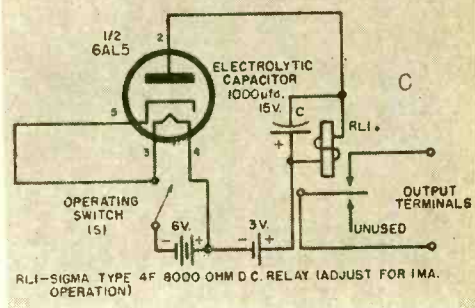 1/2
6AL5
2
ELECTROLYTIC
CAPACITOR
1000µfd.
15V.
C
C
RL1.
+
5
3
4
OPERATING
SWITCH
(S)
6V.
- +
3V.
- +
OUTPUT
TERMINALS
UNUSED
RL1-SIGMA TYPE 4F 8000 OHM D.C. RELAY (ADJUST FOR 1MA.
OPERATION)